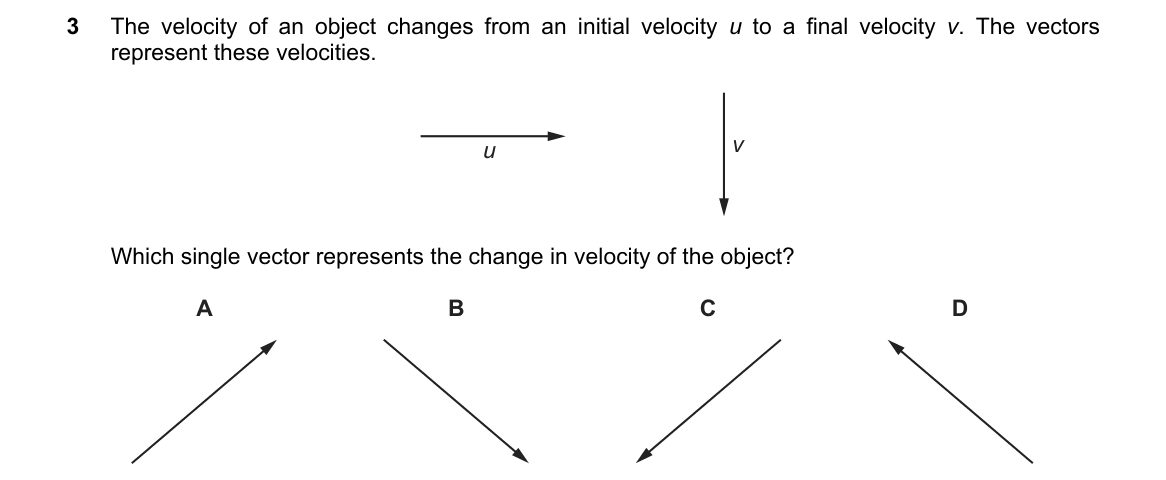 3 The velocity of an object changes from an initial velocity u to a final velocity v. The vectors
represent these velocities.
u
v
Which single vector represents the change in velocity of the object?
A B C D